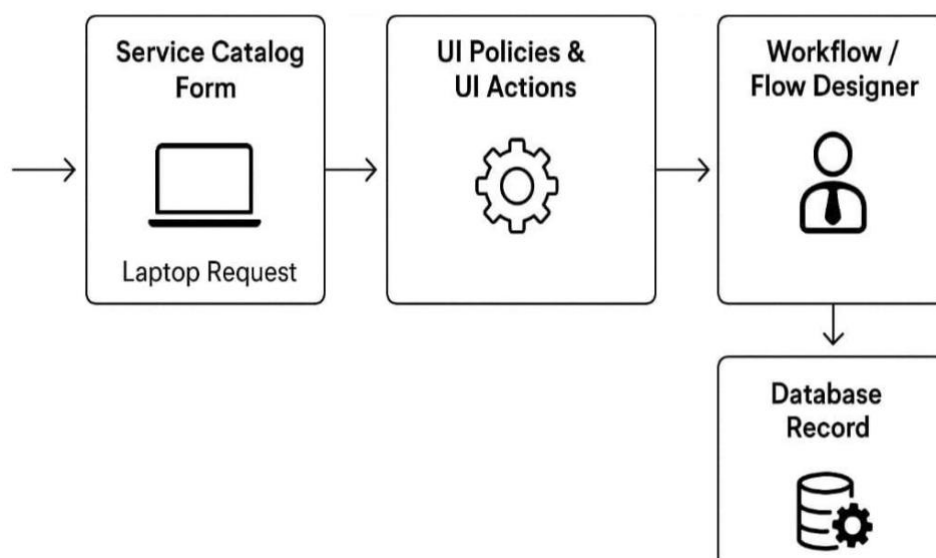 Service Catalog
Form
Laptop Request
UI Policies &
UI Actions
Workflow /
Flow Designer
Database
Record